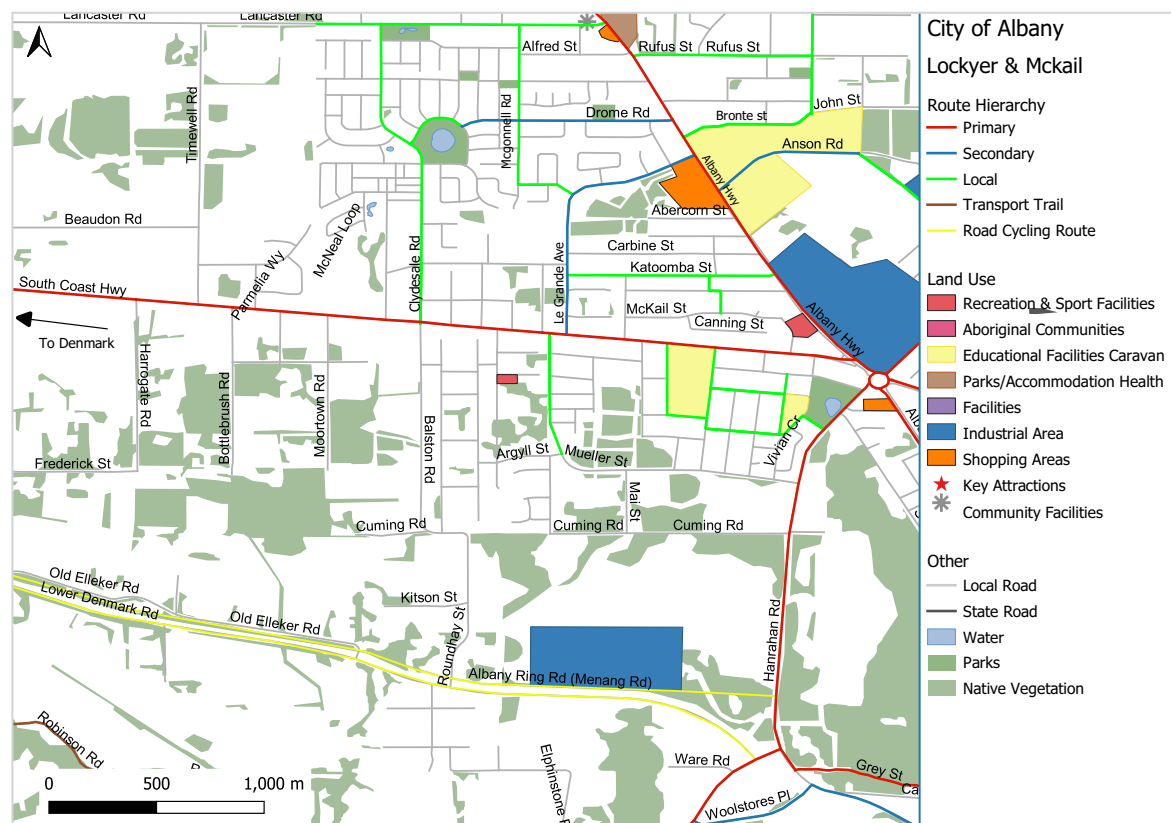 Lancaster Rd
Lancaster Rd
Alfred St
Rufus St
Rufus St
Timewell Rd
Mcgonnell Rd
Drome Rd
Bronte st
John St
Anson Rd
Albany Hwy
Abercorn St
Beaudon Rd
McNeal Loop
Parmelia Wy
Clydesale Rd
Le Grande Ave
Carbine St
Katoomba St
South Coast Hwy
McKail St
Canning St
Albany Hwy
To Denmark
Harrogate Rd
Bottlebrush Rd
Moortown Rd
Balston Rd
Frederick St
Argyll St
Mueller St
Mai St
Vivian Cr
Cuming Rd
Cuming Rd
Cuming Rd
Old Elleker Rd
Lower Denmark Rd
Old Elleker Rd
Kitson St
Roundhay St
Albany Ring Rd (Menang Rd)
Hanrahan Rd
Robinson Rd
Elphinstone
Ware Rd
Grey St
Woolstores Pl
0 500 1,000 m
City of Albany
Lockyer & Mckail
Route Hierarchy
Primary
Secondary
Local
Transport Trail
Road Cycling Route
Land Use
Recreation & Sport Facilities
Aboriginal Communities
Educational Facilities Caravan
Parks/Accommodation Health
Facilities
Industrial Area
Shopping Areas
Key Attractions
Community Facilities
Other
Local Road
State Road
Water
Parks
Native Vegetation